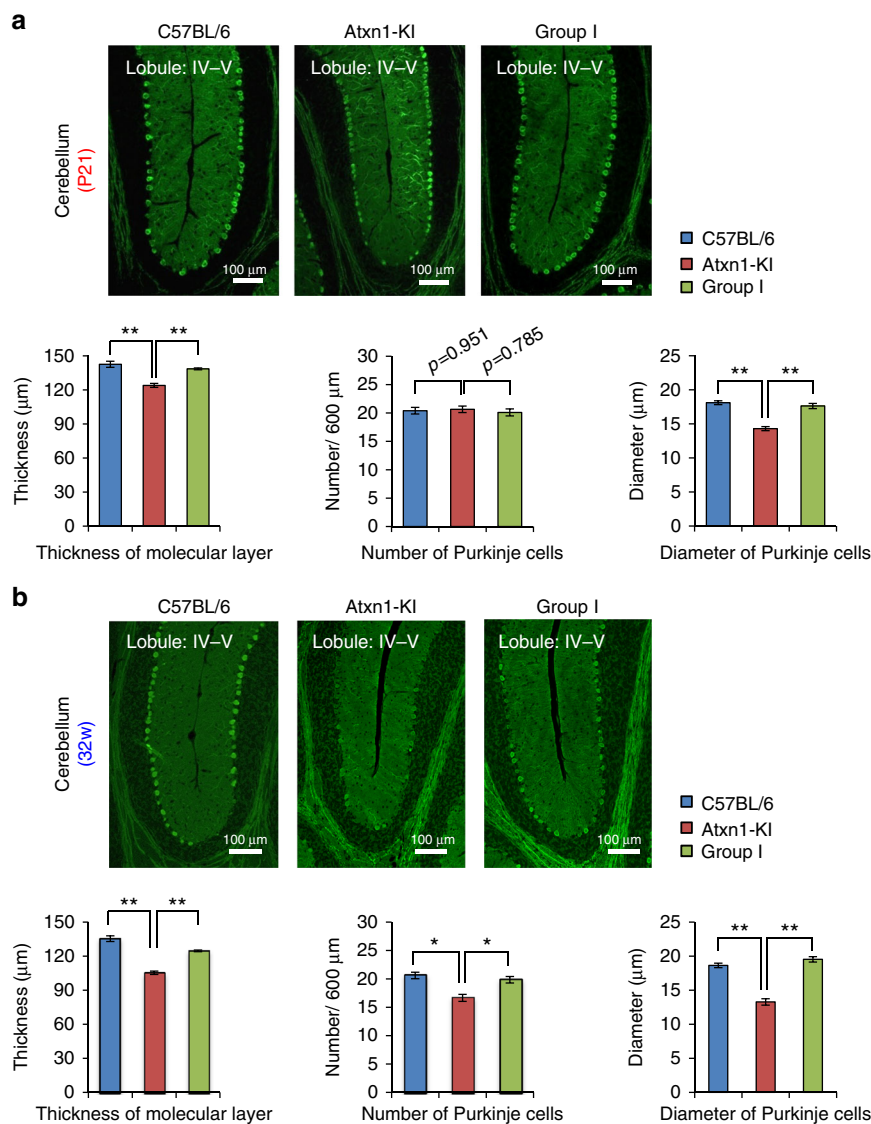 a
C57BL/6 Atxn1-KI Group I
Lobule: IV–V Lobule: IV–V Lobule: IV–V
Cerebellum
(P21)
100 μm 100 μm 100 μm
C57BL/6
Atxn1-KI
Group I
** **
Thickness (μm)
150
120
90
60
30
0
Thickness of molecular layer
p=0.951 p=0.785
Number/ 600 μm
30
25
20
15
10
5
0
Number of Purkinje cells
** **
Diameter (μm)
25
20
15
10
5
0
Diameter of Purkinje cells
b
C57BL/6 Atxn1-KI Group I
Lobule: IV–V Lobule: IV–V Lobule: IV–V
Cerebellum
(32w)
100 μm 100 μm 100 μm
C57BL/6
Atxn1-KI
Group I
** **
Thickness (μm)
150
120
90
60
30
0
Thickness of molecular layer
* *
Number/ 600 μm
30
25
20
15
10
5
0
Number of Purkinje cells
** **
Diameter (μm)
25
20
15
10
5
0
Diameter of Purkinje cells